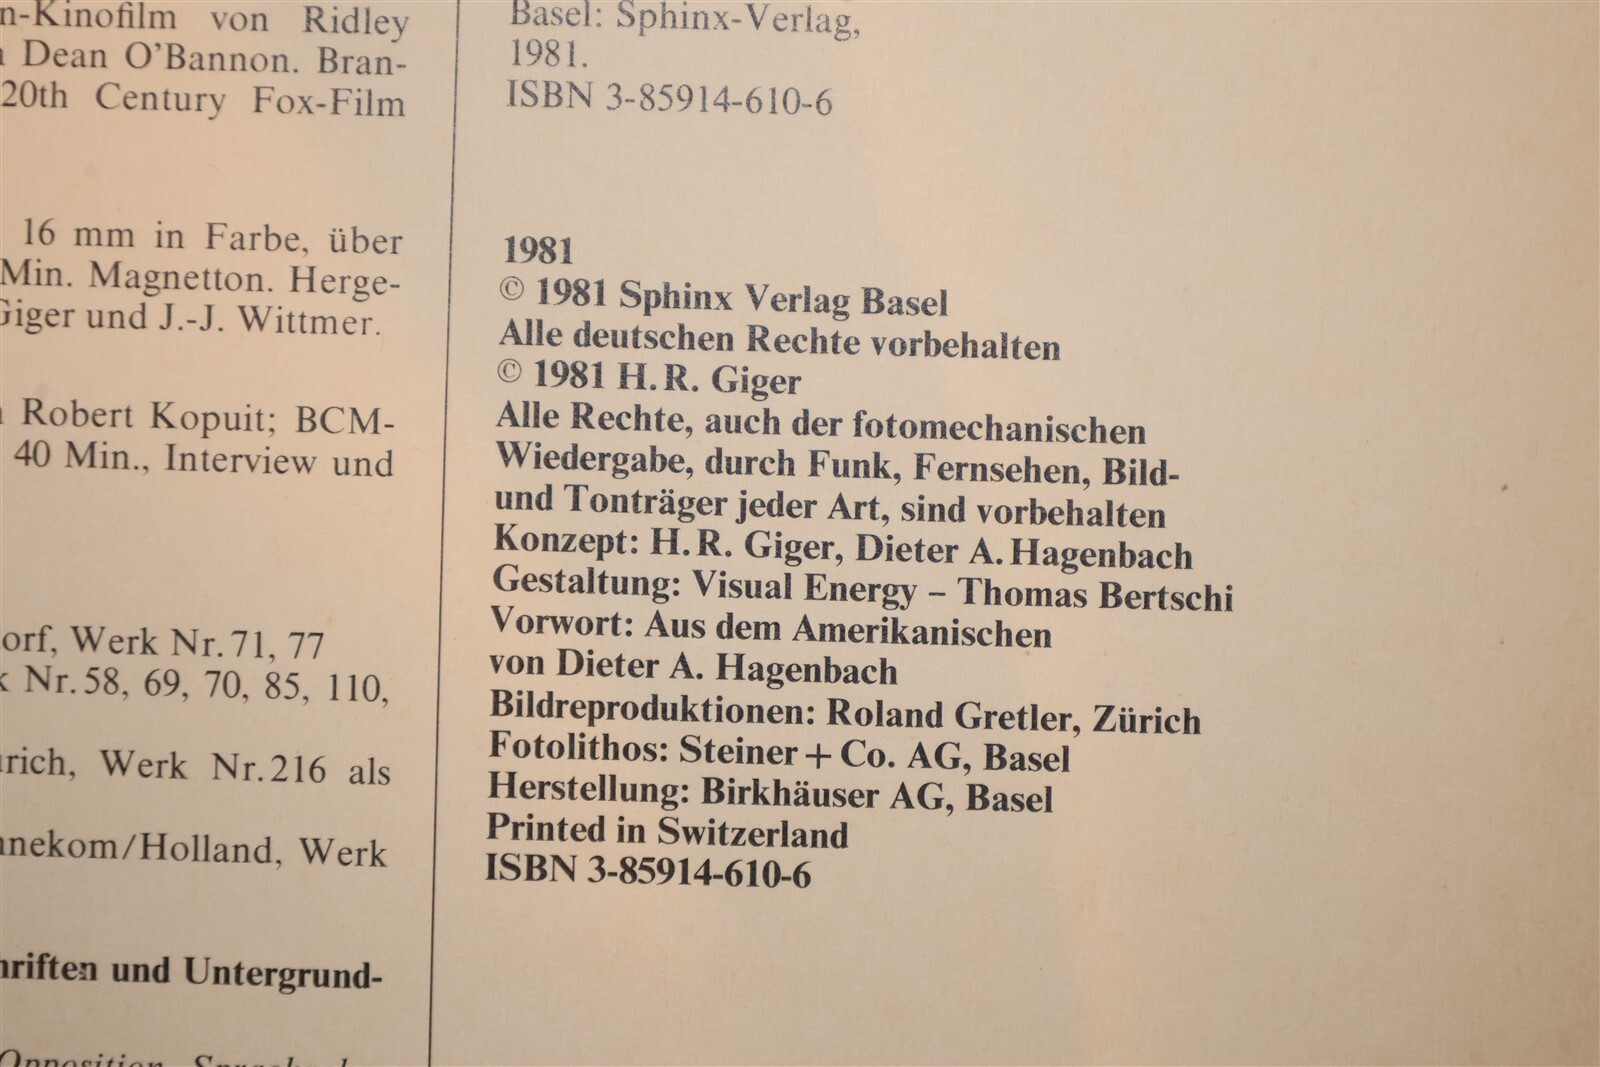 n-Kinofilm von Ridley
Dean O’Bannon. Bran-
20th Century Fox-Film
16 mm in Farbe, über
Min. Magnetton. Herge-
Giger und J.-J. Wittmer.
Robert Kopuit; BCM-
40 Min., Interview und
orf, Werk Nr. 71, 77
k Nr. 58, 69, 70, 85, 110,
rich, Werk Nr. 216 als
nnekom/Holland, Werk
hriften und Untergrund-
Opposition
Basel: Sphinx-Verlag,
1981.
ISBN 3-85914-610-6
1981
© 1981 Sphinx Verlag Basel
Alle deutschen Rechte vorbehalten
© 1981 H. R. Giger
Alle Rechte, auch der fotomechanischen
Wiedergabe, durch Funk, Fernsehen, Bild-
und Tonträger jeder Art, sind vorbehalten
Konzept: H. R. Giger, Dieter A. Hagenbach
Gestaltung: Visual Energy – Thomas Bertschi
Vorwort: Aus dem Amerikanischen
von Dieter A. Hagenbach
Bildreproduktionen: Roland Gretler, Zürich
Fotolithos: Steiner + Co. AG, Basel
Herstellung: Birkhäuser AG, Basel
Printed in Switzerland
ISBN 3-85914-610-6